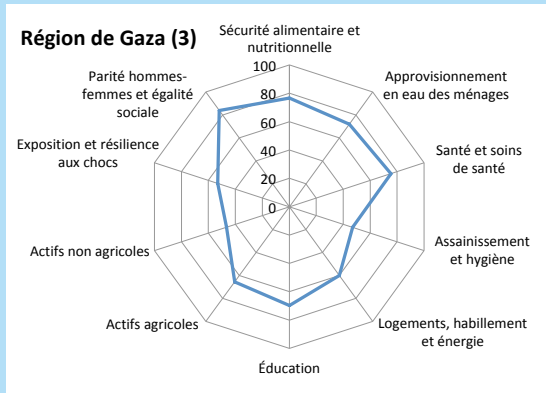 Région de Gaza (3)
Sécurité alimentaire et
nutritionnelle
Approvisionnement
en eau des ménages
Santé et soins
de santé
Assainissement
et hygiène
Logements, habillement
et énergie
Éducation
Actifs agricoles
Actifs non agricoles
Exposition et résilience
aux chocs
Parité hommes-
femmes et égalité
sociale
100
80
60
40
20
0